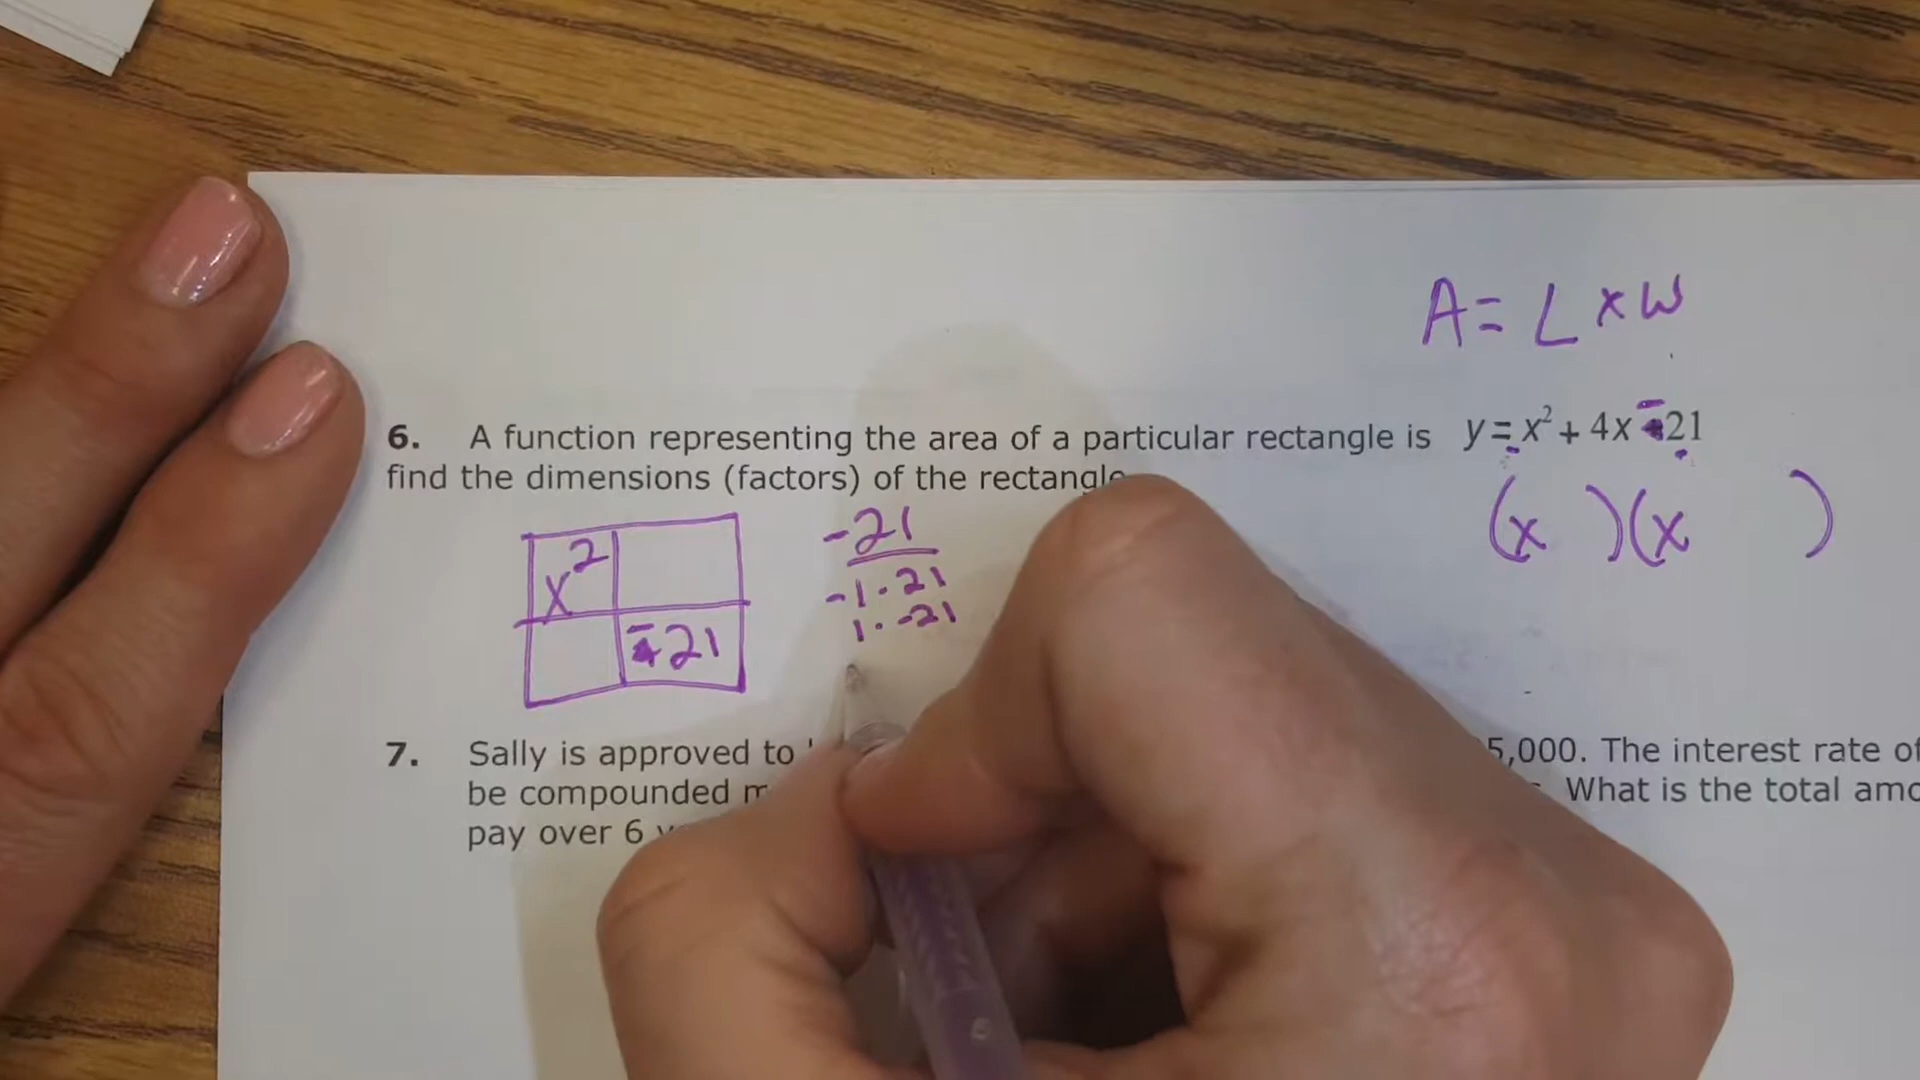 A = L x W
6. A function representing the area of a particular rectangle is y = x² + 4x - 21
find the dimensions (factors) of the rectangle
(x )(x )
x²
-21
-21
-1 · 21
1 · -21
7. Sally is approved to 5,000. The interest rate of
be compounded What is the total
pay over 6